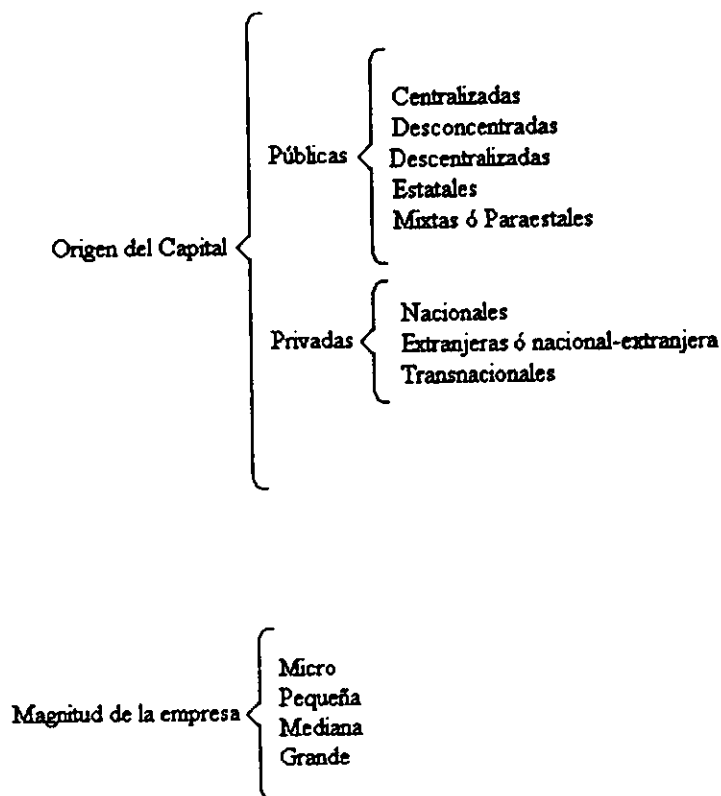 Origen del Capital
Públicas
Centralizadas
Desconcentradas
Descentralizadas
Estatales
Mixtas ó Paraestales
Privadas
Nacionales
Extranjeras ó nacional-extranjera
Transnacionales
Magnitud de la empresa
Micro
Pequeña
Mediana
Grande